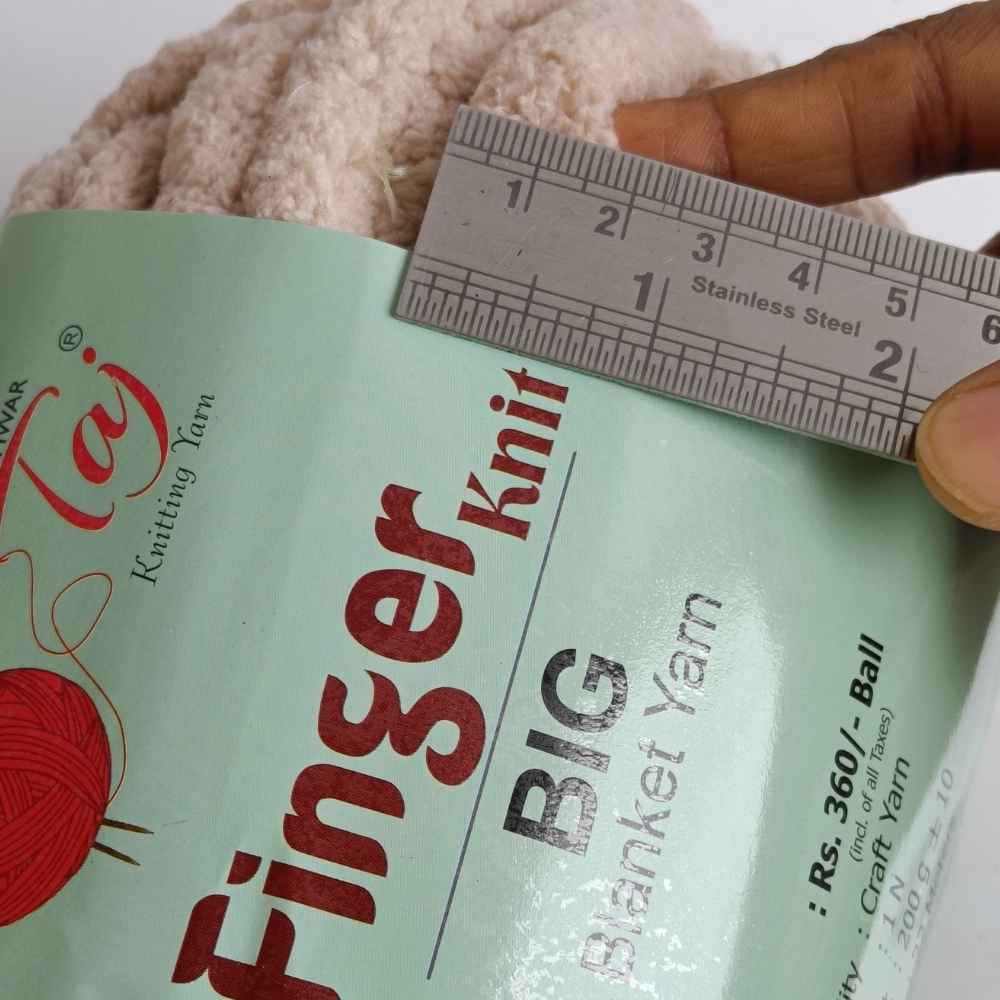 1 2 3 4 5 6
Stainless Steel
1 2
Taj ®
Knitting Yarn
Finger
Knit
BIG
Blanket Yarn
: Rs. 360/- Ball
(incl. of all Taxes)
: Craft Yarn
: 1 N
: 200 g ± 10